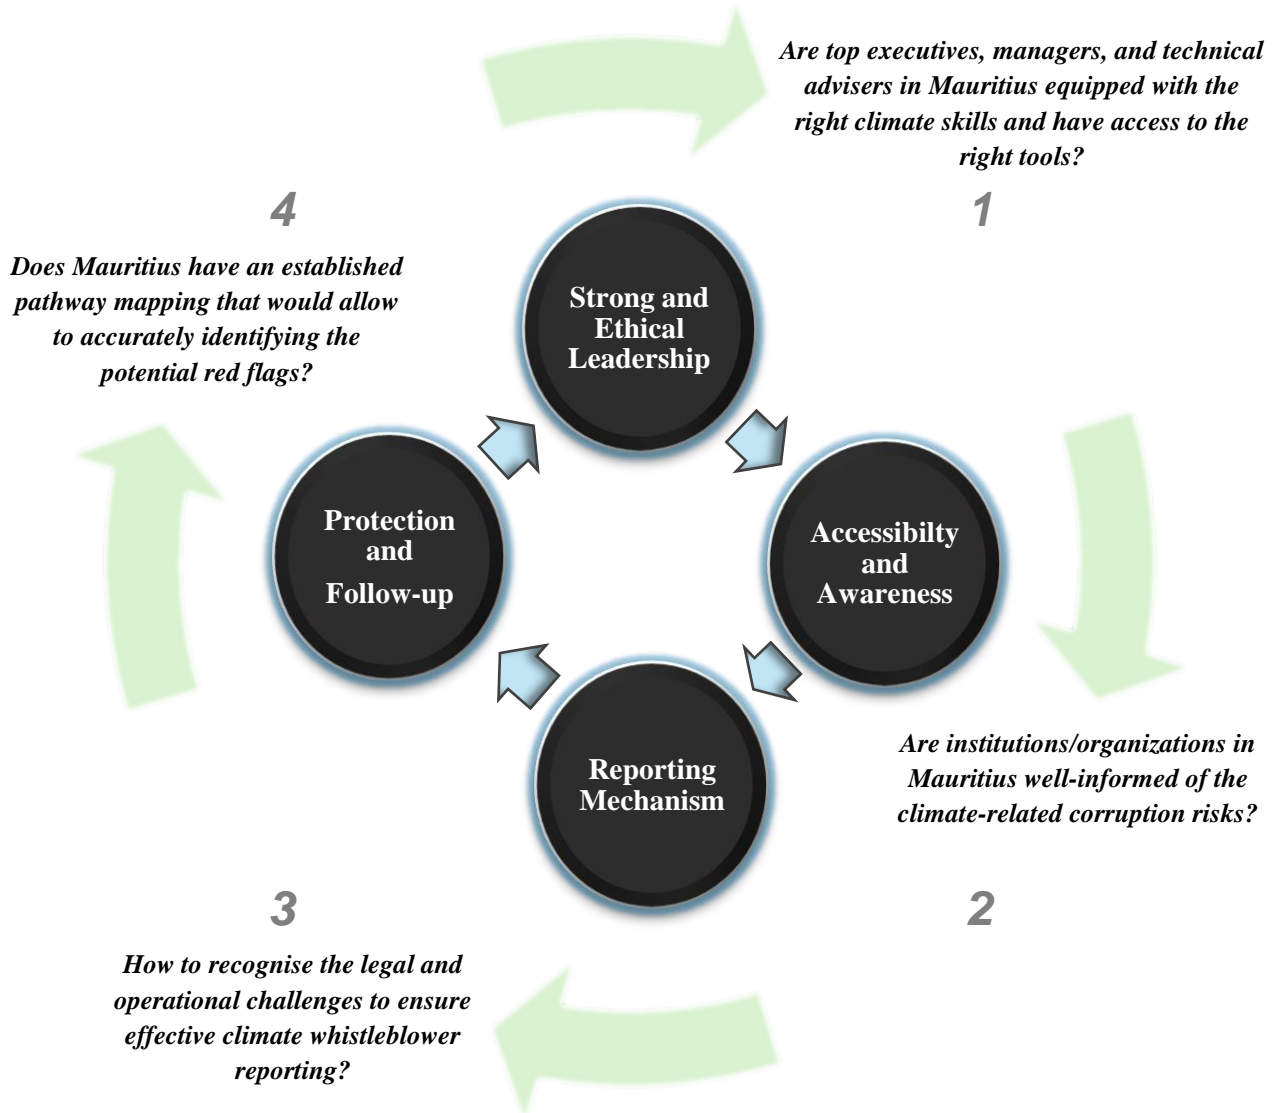 Are top executives, managers, and technical
advisers in Mauritius equipped with the
right climate skills and have access to the
right tools?
1
4
Does Mauritius have an established
pathway mapping that would allow
to accurately identifying the
potential red flags?
Strong and
Ethical
Leadership
Protection
and
Follow-up
Accessibilty
and
Awareness
Reporting
Mechanism
Are institutions/organizations in
Mauritius well-informed of the
climate-related corruption risks?
2
3
How to recognise the legal and
operational challenges to ensure
effective climate whistleblower
reporting?